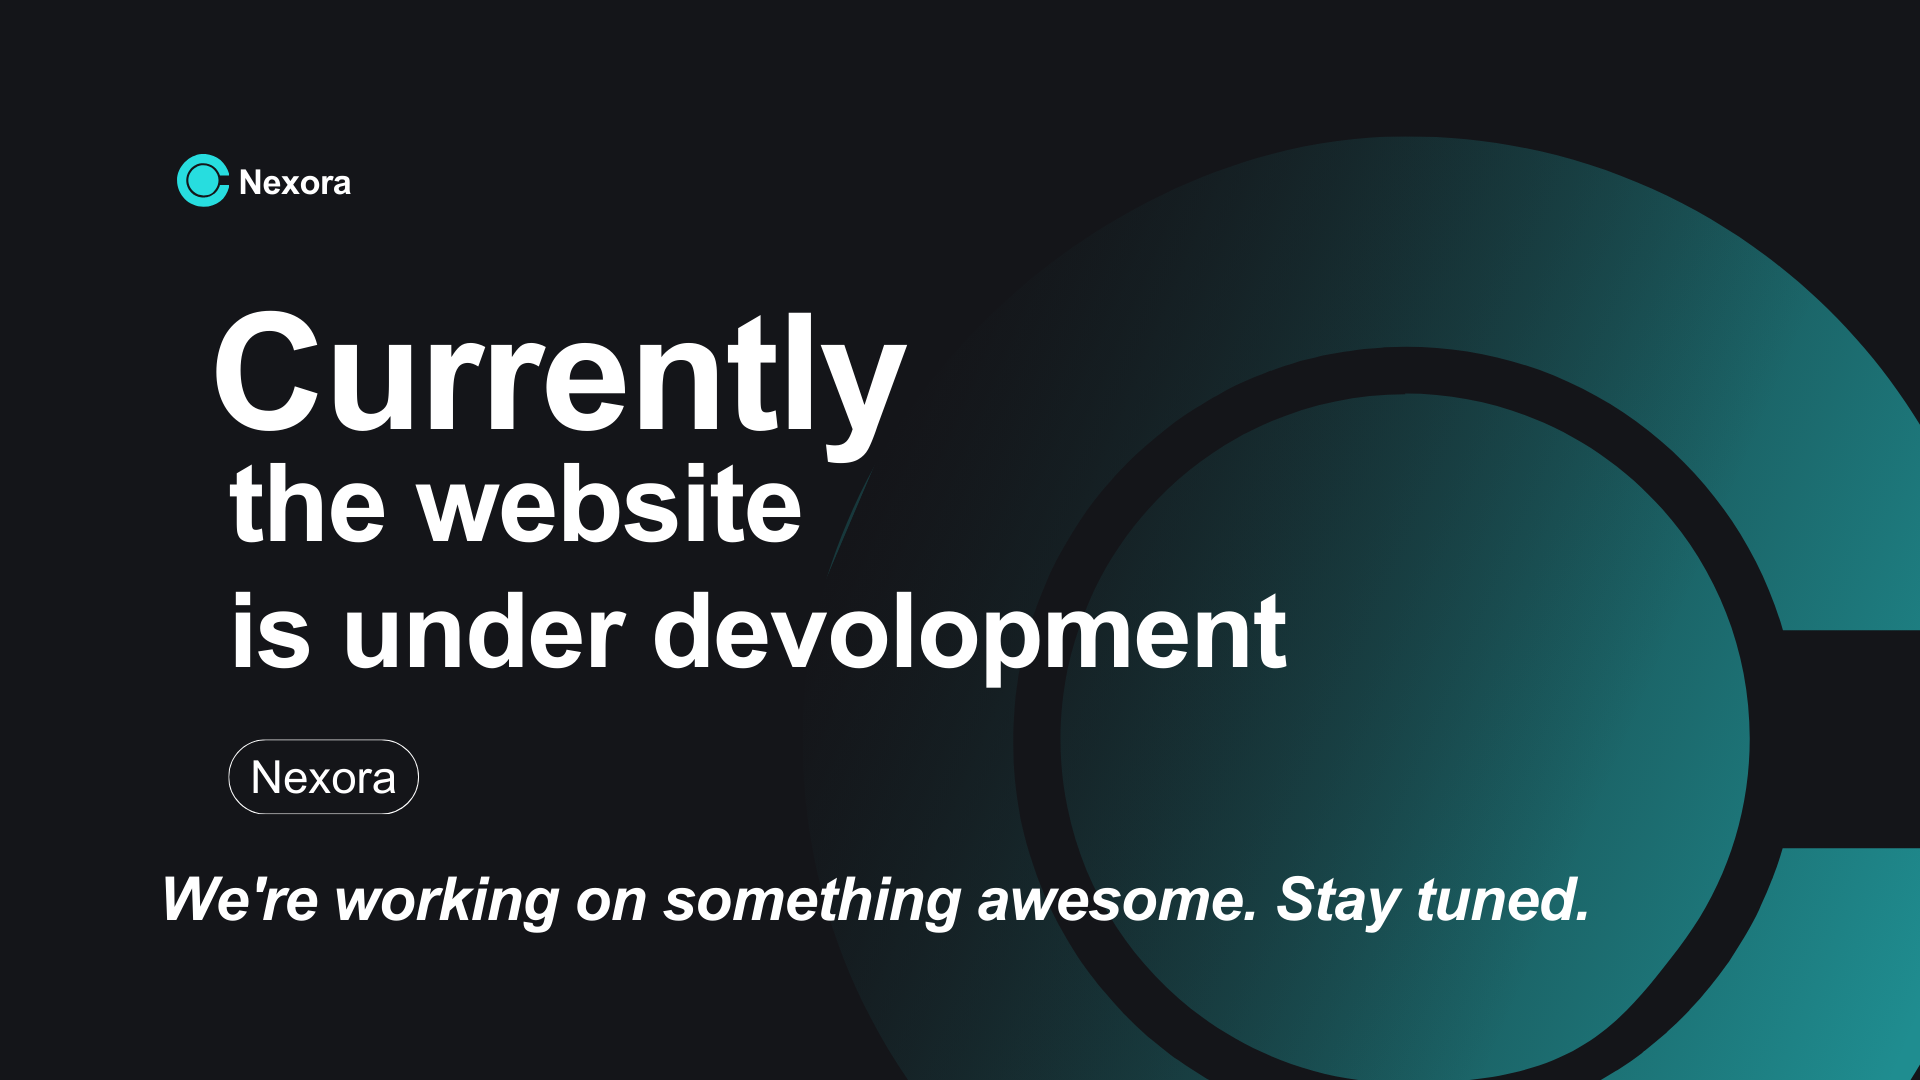 Nexora
Currently
the website
is under devolopment
Nexora
We're working on something awesome. Stay tuned.